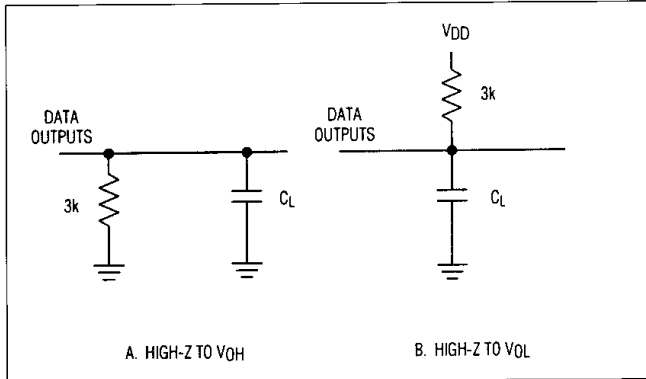 DATA
OUTPUTS
3k
CL
A. HIGH-Z TO VOH
VDD
3k
DATA
OUTPUTS
CL
B. HIGH-Z TO VOL